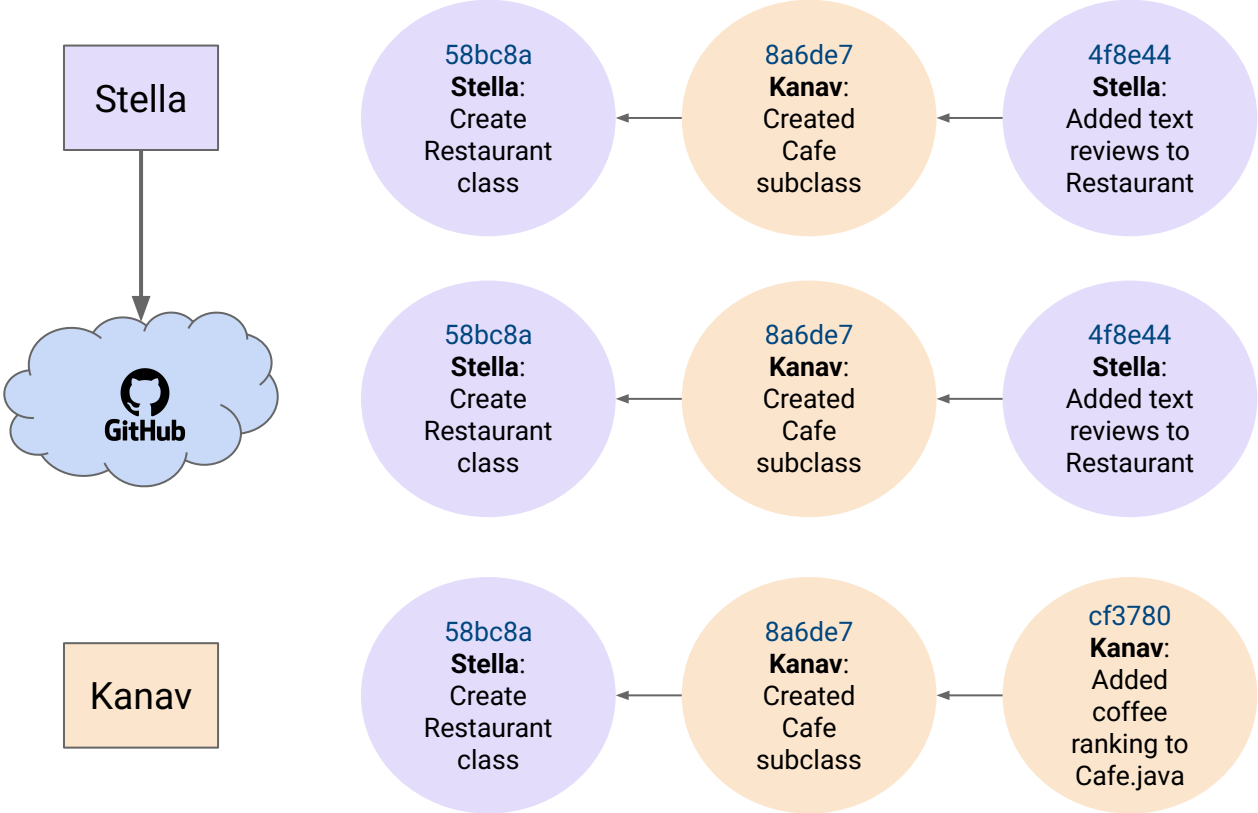 Stella
58bc8a
Stella:
Create
Restaurant
class
8a6de7
Kanav:
Created
Cafe
subclass
4f8e44
Stella:
Added text
reviews to
Restaurant
GitHub
58bc8a
Stella:
Create
Restaurant
class
8a6de7
Kanav:
Created
Cafe
subclass
4f8e44
Stella:
Added text
reviews to
Restaurant
Kanav
58bc8a
Stella:
Create
Restaurant
class
8a6de7
Kanav:
Created
Cafe
subclass
cf3780
Kanav:
Added
coffee
ranking to
Cafe.java